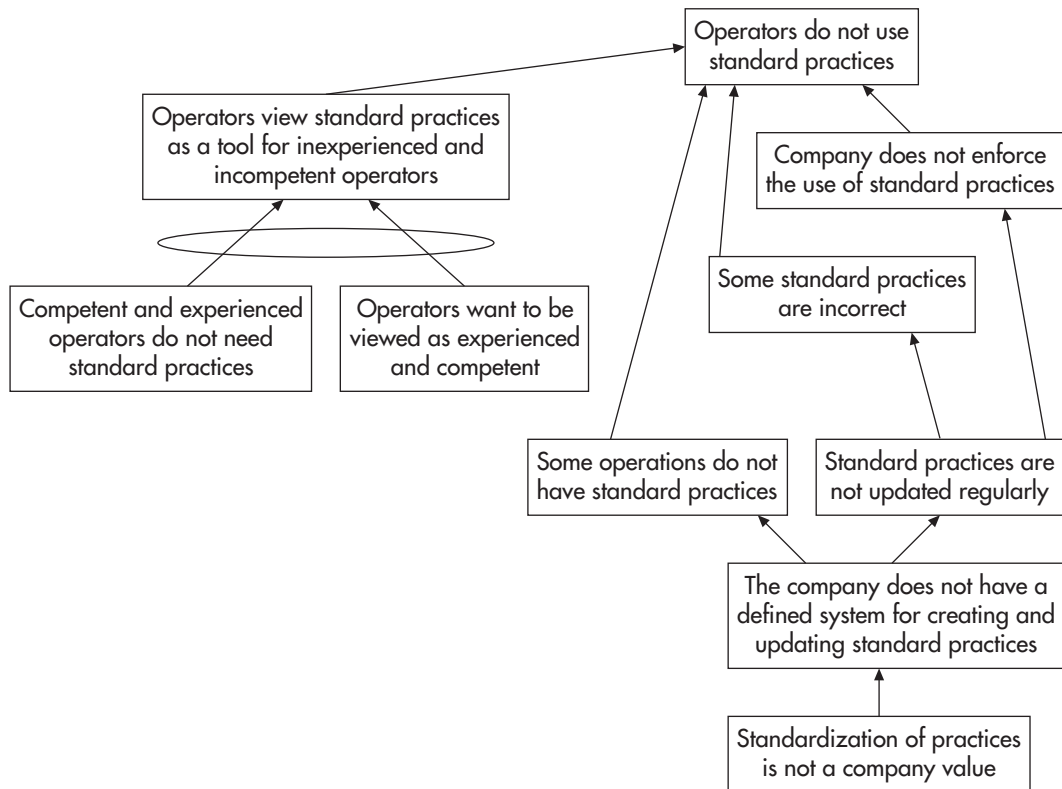 Operators do not use
standard practices
Operators view standard practices
as a tool for inexperienced and
incompetent operators
Company does not enforce
the use of standard practices
Some standard practices
are incorrect
Competent and experienced
operators do not need
standard practices
Operators want to be
viewed as experienced
and competent
Some operations do not
have standard practices
Standard practices are
not updated regularly
The company does not have a
defined system for creating and
updating standard practices
Standardization of practices
is not a company value